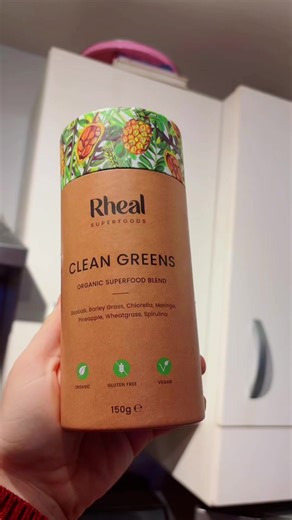 Rheal
SUPERFOODS
CLEAN GREENS
ORGANIC SUPERFOOD BLEND
Baobab, Barley Grass, Chlorella, Moringa,
Pineapple, Wheatgrass, Spirulina
ORGANIC
GLUTEN FREE
VEGAN
150g ℮